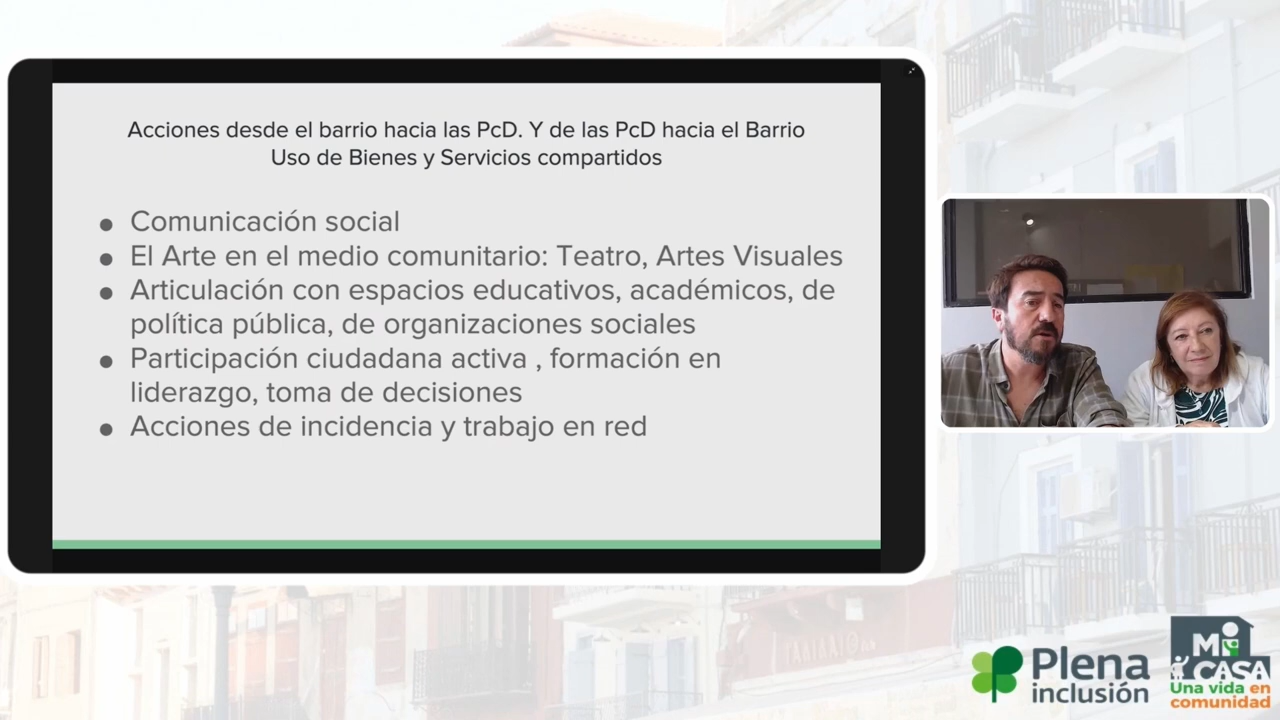 Acciones desde el barrio hacia las PcD. Y de las PcD hacia el Barrio
Uso de Bienes y Servicios compartidos
● Comunicación social
● El Arte en el medio comunitario: Teatro, Artes Visuales
● Articulación con espacios educativos, académicos, de
política pública, de organizaciones sociales
● Participación ciudadana activa , formación en
liderazgo, toma de decisiones
● Acciones de incidencia y trabajo en red
Plena
inclusión
Mi
CASA
Una vida en
comunidad